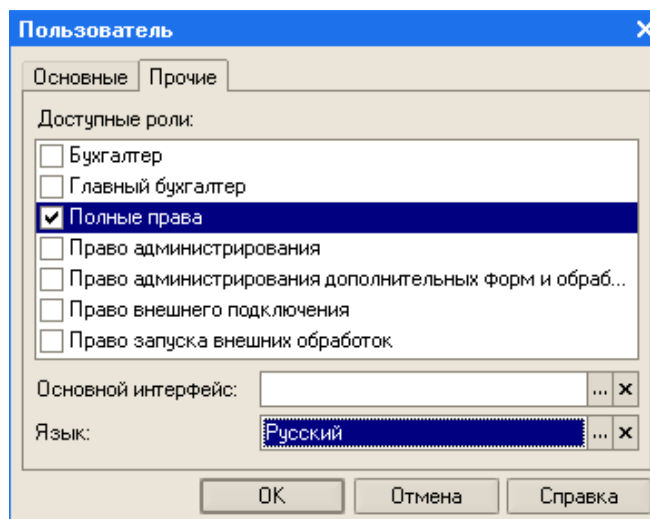 Пользователь
Основные Прочие
Доступные роли:
Бухгалтер
Главный бухгалтер
Полные права
Право администрирования
Право администрирования дополнительных форм и обраб...
Право внешнего подключения
Право запуска внешних обработок
Основной интерфейс: ...
Язык: Русский ...
OK Отмена Справка